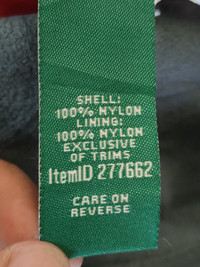 SHELL:
100% NYLON
LINING:
100% NYLON
EXCLUSIVE
OF TRIMS
ItemID 277662
CARE ON
REVERSE